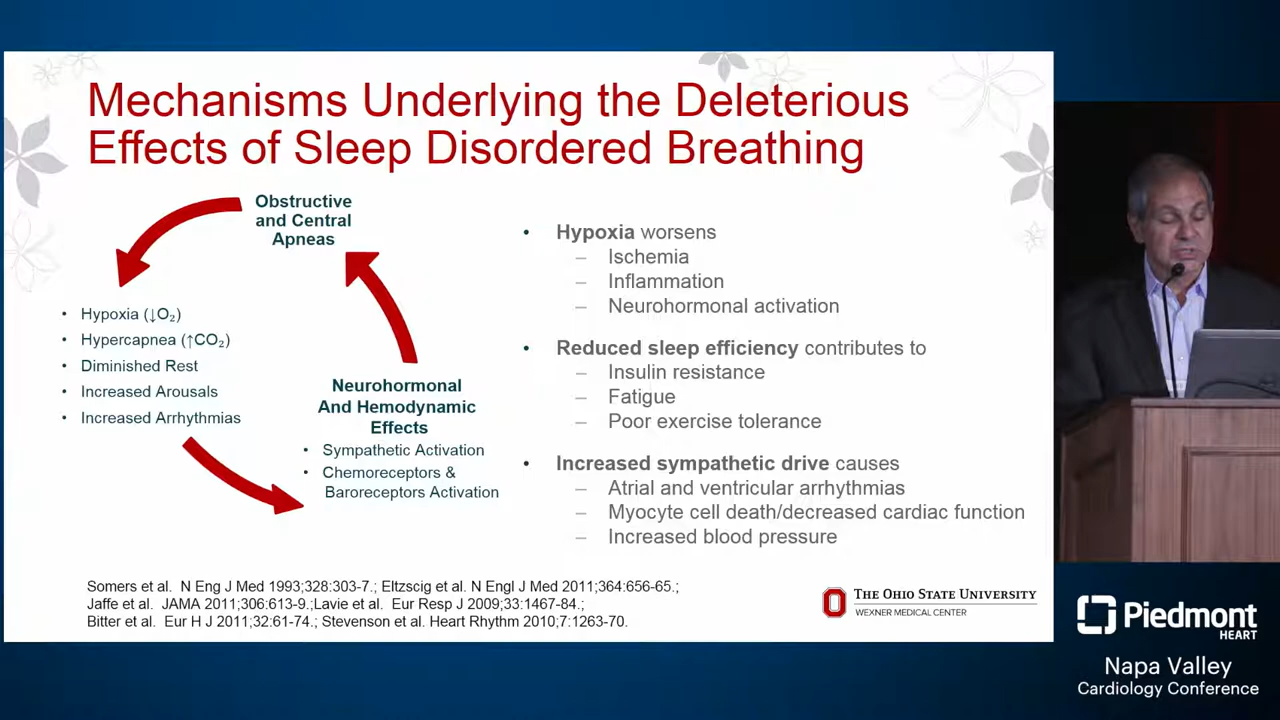 Mechanisms Underlying the Deleterious
Effects of Sleep Disordered Breathing
Obstructive
and Central
Apneas
• Hypoxia (↓O₂)
• Hypercapnea (↑CO₂)
• Diminished Rest
• Increased Arousals
• Increased Arrhythmias
Neurohormonal
And Hemodynamic
Effects
• Sympathetic Activation
• Chemoreceptors &
Baroreceptors Activation
• Hypoxia worsens
– Ischemia
– Inflammation
– Neurohormonal activation
• Reduced sleep efficiency contributes to
– Insulin resistance
– Fatigue
– Poor exercise tolerance
• Increased sympathetic drive causes
– Atrial and ventricular arrhythmias
– Myocyte cell death/decreased cardiac function
– Increased blood pressure
Somers et al. N Eng J Med 1993;328:303-7.; Eltzscig et al. N Engl J Med 2011;364:656-65.;
Jaffe et al. JAMA 2011;306:613-9.;Lavie et al. Eur Resp J 2009;33:1467-84.;
Bitter et al. Eur H J 2011;32:61-74.; Stevenson et al. Heart Rhythm 2010;7:1263-70.
THE OHIO STATE UNIVERSITY
WEXNER MEDICAL CENTER
Piedmont
HEART
Napa Valley
Cardiology Conference